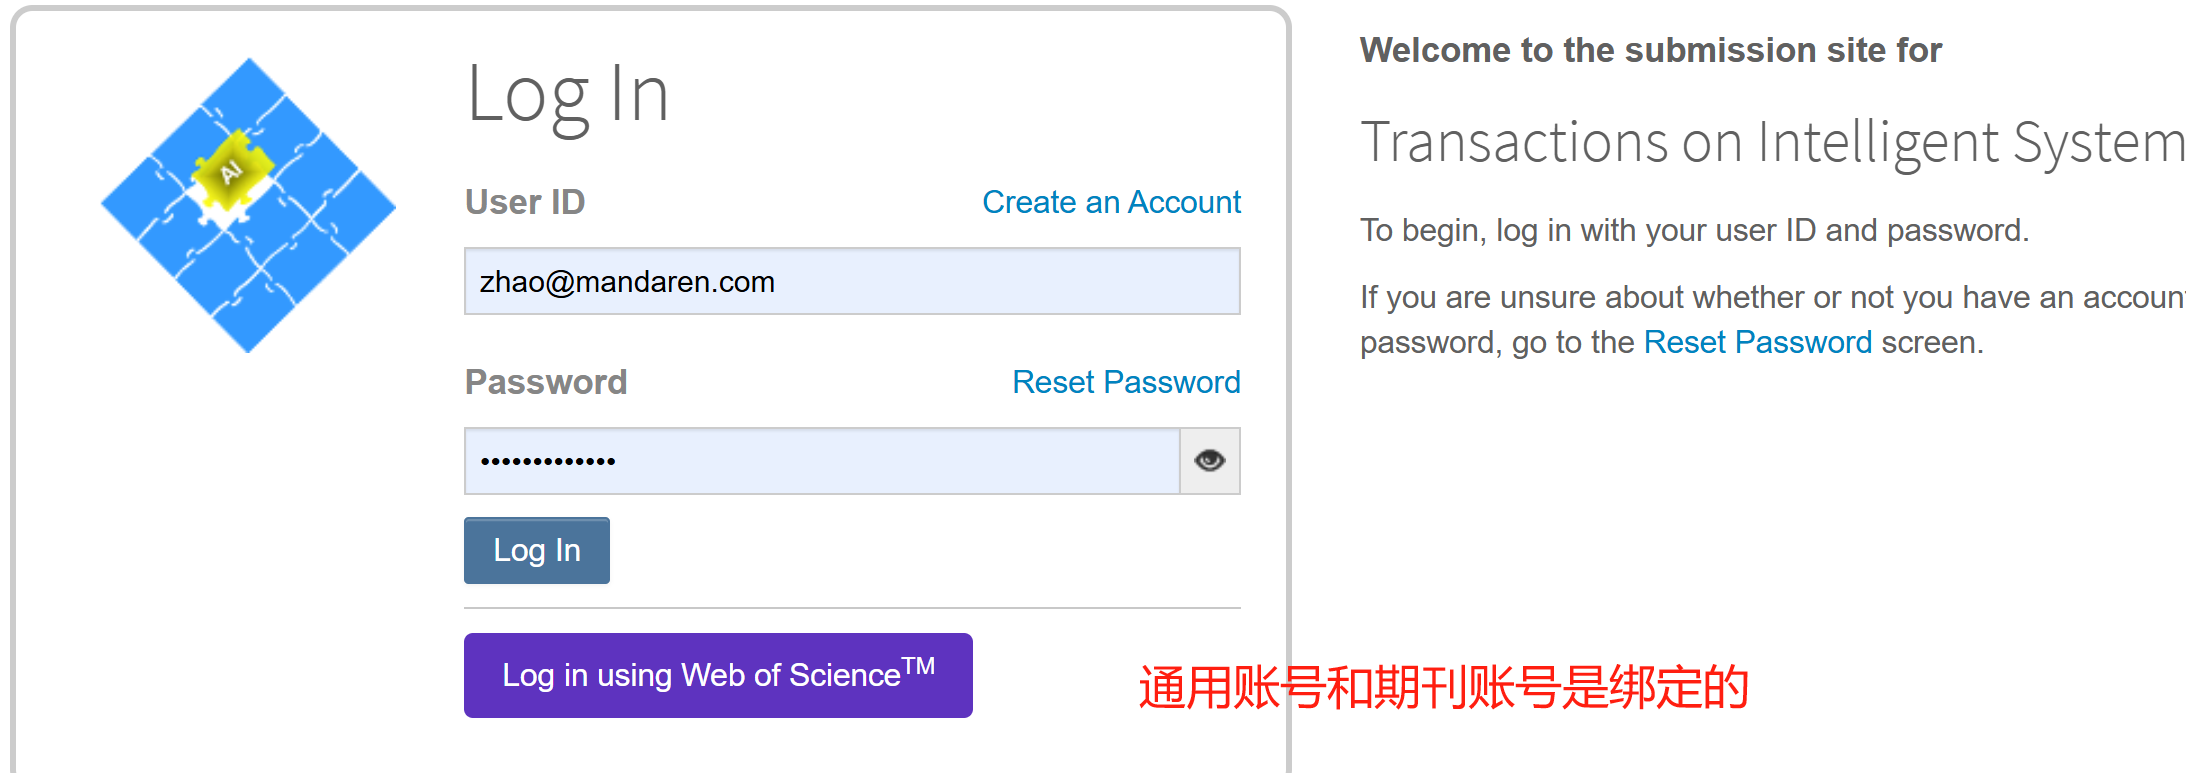 AI
Log In
User ID
Create an Account
zhao@mandaren.com
Password
Reset Password
•••••••••••••
Log In
Log in using Web of Science™
Welcome to the submission site for
Transactions on Intelligent System
To begin, log in with your user ID and password.
If you are unsure about whether or not you have an account
password, go to the Reset Password screen.
通用账号和期刊账号是绑定的